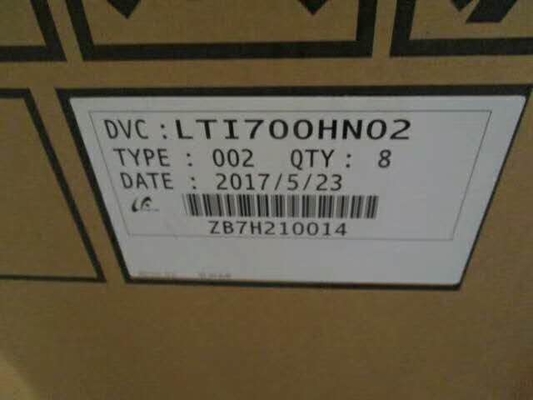 DVC : LTI700HN02
TYPE : 002 QTY : 8
DATE : 2017/5/23
ZB7H210014